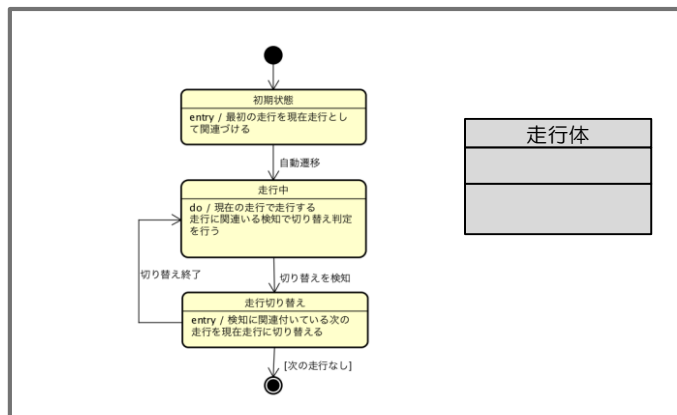 初期状態
entry / 最初の走行を現在走行とし
て関連づける
自動遷移
走行体
走行中
do / 現在の走行で走行する
走行に関連いる検知で切り替え判定
を行う
切り替え終了
切り替えを検知
走行切り替え
entry / 検知に関連付いている次の
走行を現在走行に切り替える
[次の走行なし]